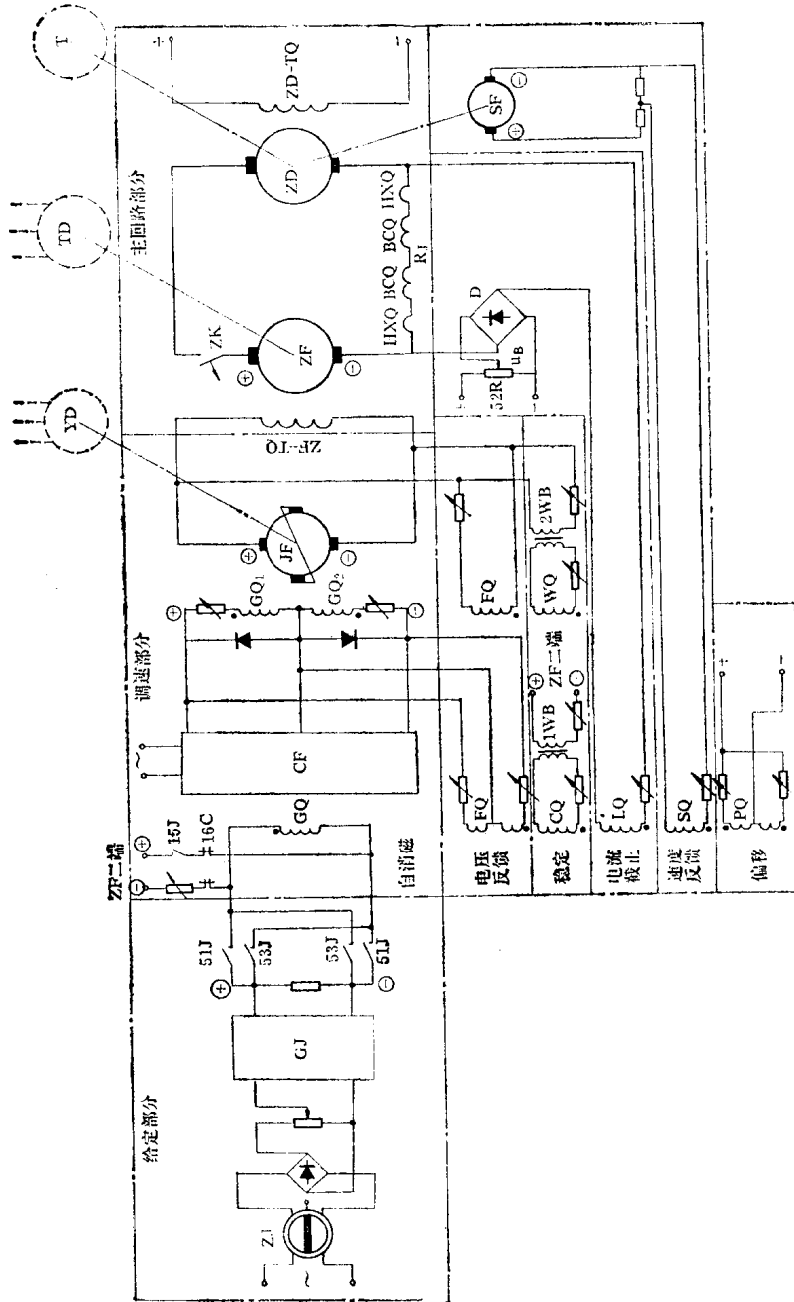 给定部分
ZJ
~
GJ
51J
53J
53J
51J
+
-
ZF二端
15J
16C
GQ
自消磁
调速部分
~
CF
GQ₁
GQ₂
JF
YD
ZF-TQ
主回路部分
TD
ZK
ZF
HXQ
BCQ
BCQ
HXQ
RJ
ZD
ZD-TQ
T
电压
反馈
FQ
FQ
稳定
CQ
1WB
ZF二端
WQ
2WB
电流
截止
LQ
52R
uB
D
速度
反馈
SQ
SF
偏移
PQ
+
-